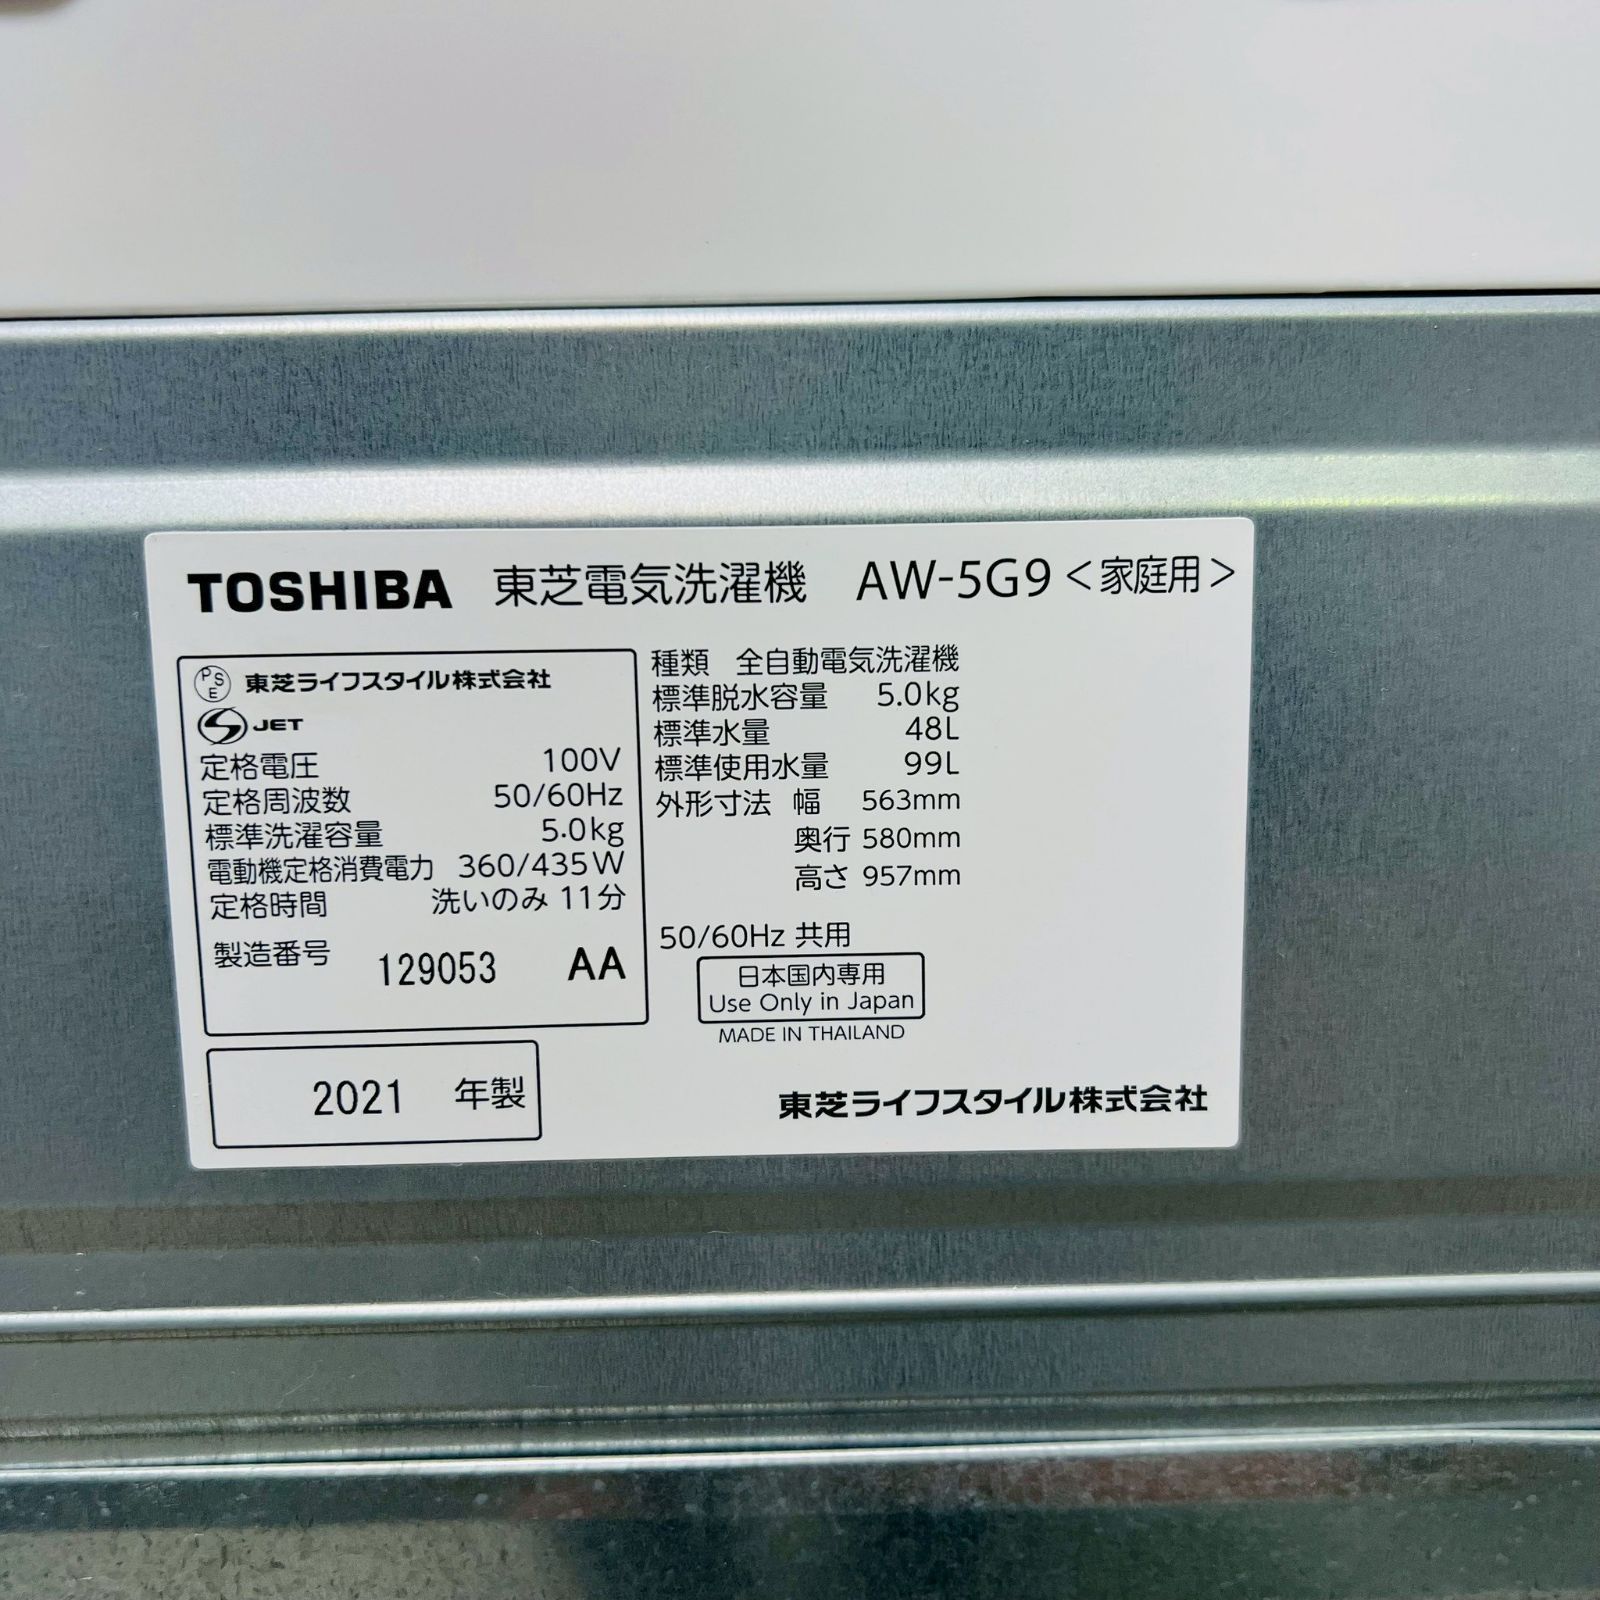 TOSHIBA 東芝電気洗濯機 AW-5G9 <家庭用>
PSE 東芝ライフスタイル株式会社
S JET
定格電圧 100V
定格周波数 50/60Hz
標準洗濯容量 5.0kg
電動機定格消費電力 360/435W
定格時間 洗いのみ 11分
製造番号 129053 AA
2021 年製
種類 全自動電気洗濯機
標準脱水容量 5.0kg
標準水量 48L
標準使用水量 99L
外形寸法 幅 563mm
奥行 580mm
高さ 957mm
50/60Hz 共用
日本国内専用
Use Only in Japan
MADE IN THAILAND
東芝ライフスタイル株式会社